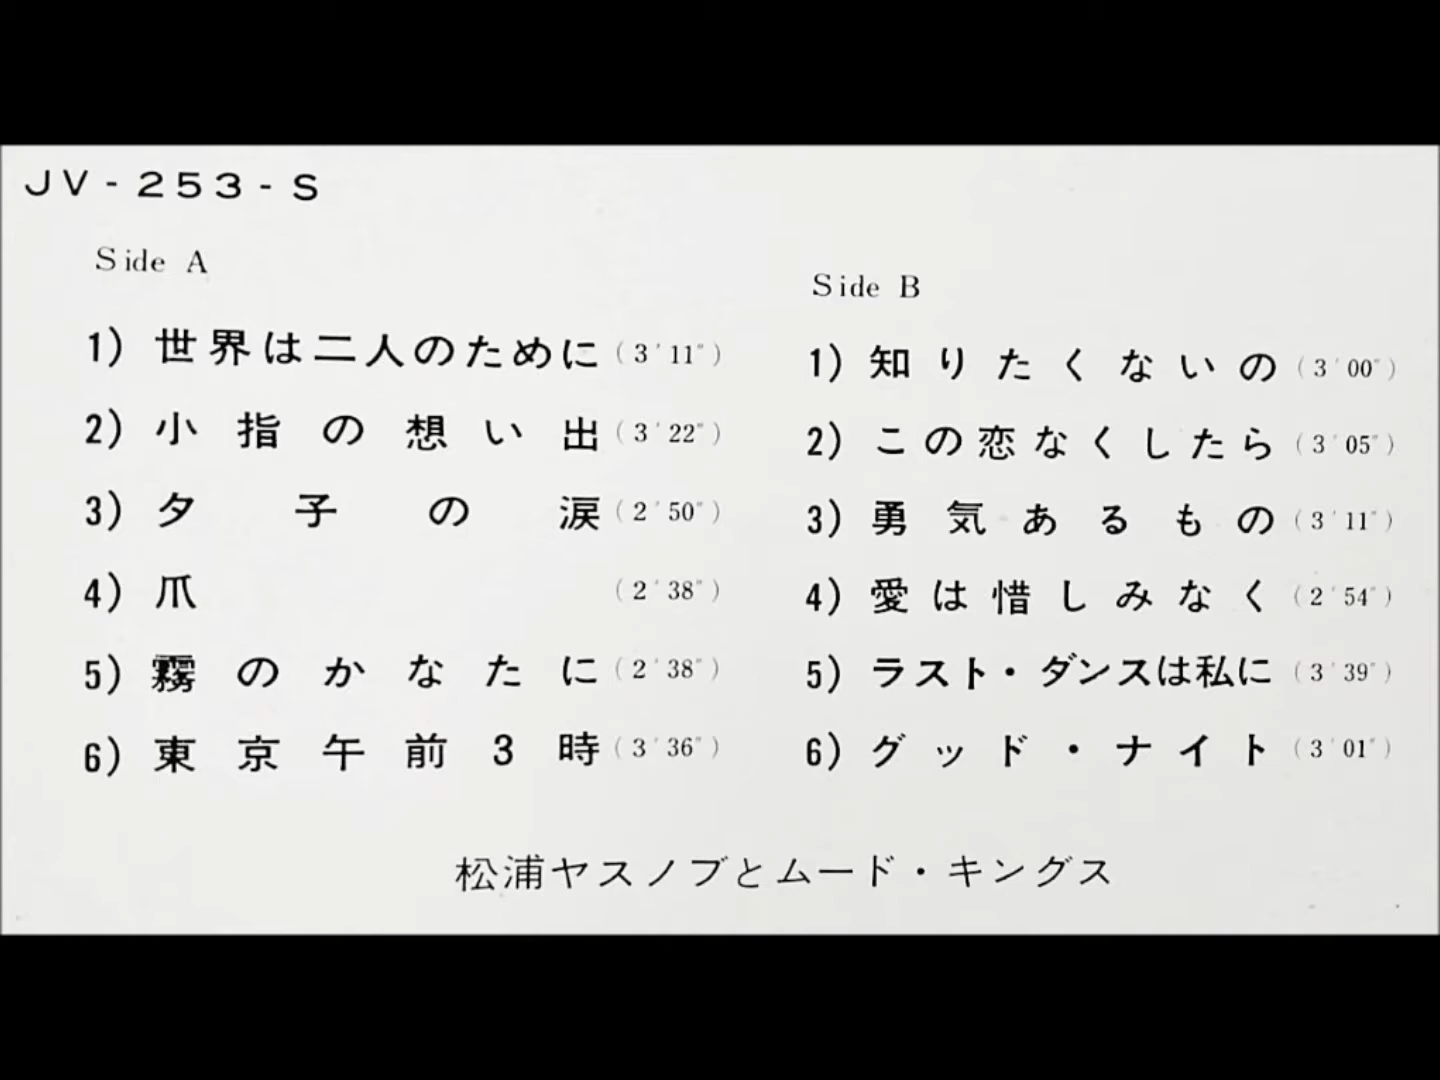 JV-253-S
Side A
1) 世界は二人のために (3'11")
2) 小指の想い出 (3'22")
3) 夕子の涙 (2'50")
4) 爪 (2'38")
5) 霧のかなたに (2'38")
6) 東京午前3時 (3'36")
Side B
1) 知りたくないの (3'00")
2) この恋なくしたら (3'05")
3) 勇気あるもの (3'11")
4) 愛は惜しみなく (2'54")
5) ラスト・ダンスは私に (3'39")
6) グッド・ナイト (3'01")
松浦ヤスノブとムード・キングス